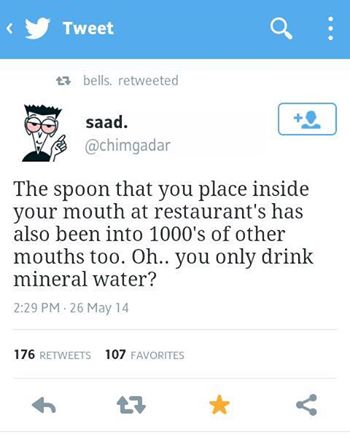 Tweet
bells. retweeted
saad.
@chimgadar
The spoon that you place inside
your mouth at restaurant's has
also been into 1000's of other
mouths too. Oh.. you only drink
mineral water?
2:29 PM · 26 May 14
176 RETWEETS 107 FAVORITES